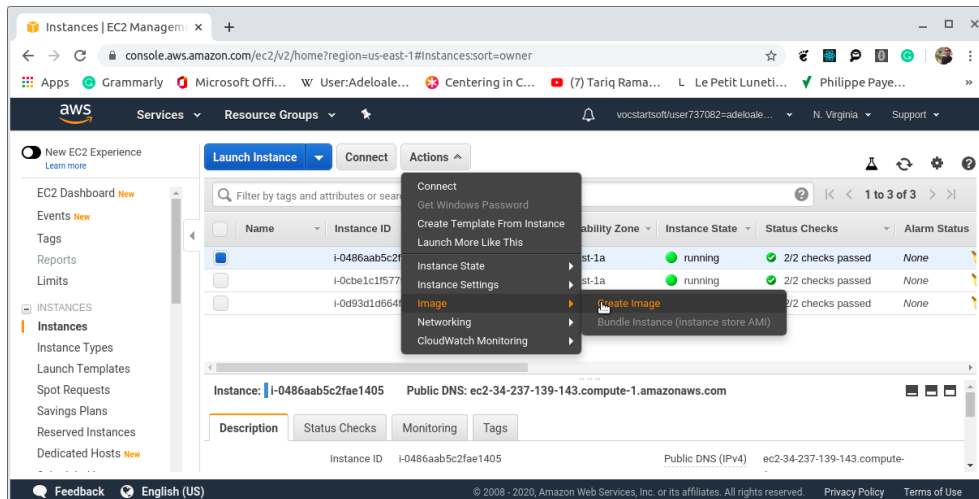 Instances | EC2 Managem
console.aws.amazon.com/ec2/v2/home?region=us-east-1#Instances:sort=owner
Apps Grammarly Microsoft Offi... W User:Adeloale... Centering in C... (7) Tariq Rama... L Le Petit Luneti... Philippe Paye... »
aws Services Resource Groups vocstartsoft/user737082=adeloale... N. Virginia Support
New EC2 Experience
Learn more
Launch Instance Connect Actions
EC2 Dashboard New
Events New
Tags
Reports
Limits
INSTANCES
Instances
Instance Types
Launch Templates
Spot Requests
Savings Plans
Reserved Instances
Dedicated Hosts New
Filter by tags and attributes or sear
1 to 3 of 3
Name Instance ID ability Zone Instance State Status Checks Alarm Status
i-0486aab5c2f st-1a running 2/2 checks passed None
i-0cbe1c1f577 st-1a running 2/2 checks passed None
i-0d93d1d664f 2/2 checks passed None
Connect
Get Windows Password
Create Template From Instance
Launch More Like This
Instance State
Instance Settings
Image
Networking
CloudWatch Monitoring
Create Image
Bundle Instance (instance store AMI)
Instance: i-0486aab5c2fae1405 Public DNS: ec2-34-237-139-143.compute-1.amazonaws.com
Description Status Checks Monitoring Tags
Instance ID i-0486aab5c2fae1405 Public DNS (IPv4) ec2-34-237-139-143.compute-
Feedback English (US) © 2008 - 2020, Amazon Web Services, Inc. or its affiliates. All rights reserved. Privacy Policy Terms of Use